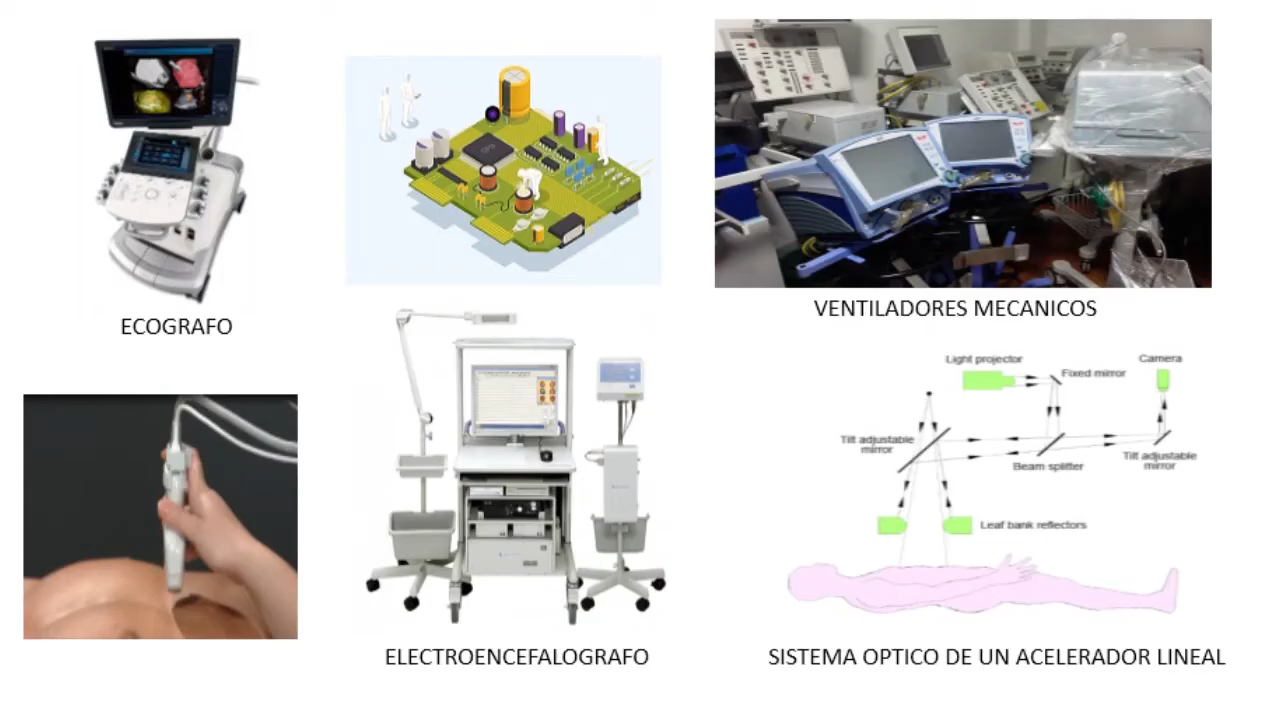 ECOGRAFO
CPU
VENTILADORES MECANICOS
Light projector
Camera
Fixed mirror
Tilt adjustable
mirror
Beam splitter
Tilt adjustable
mirror
Leaf bank reflectors
ELECTROENCEFALOGRAFO
SISTEMA OPTICO DE UN ACELERADOR LINEAL